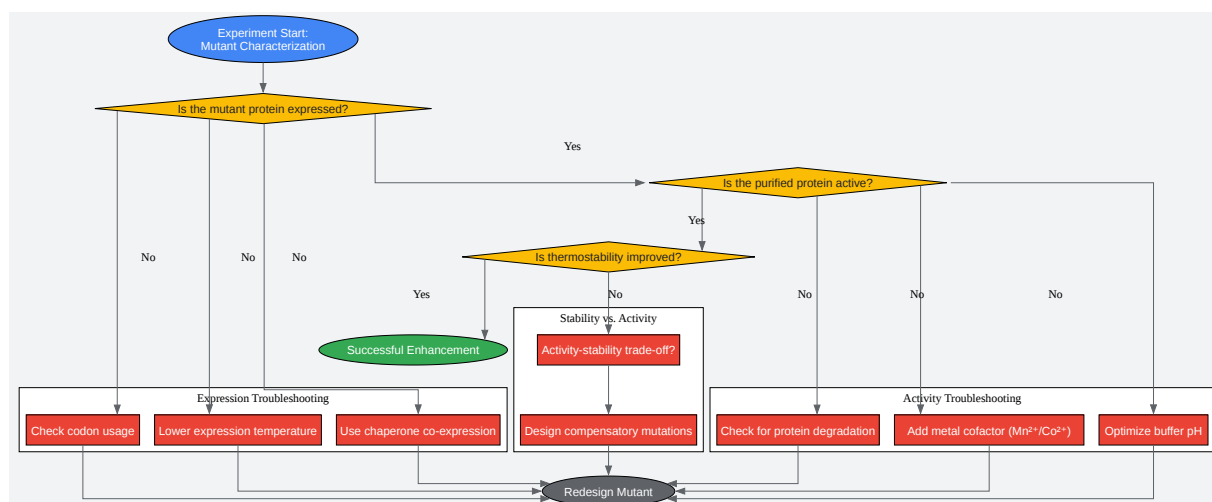 Experiment Start:
Mutant Characterization
Is the mutant protein expressed?
Yes
Is the purified protein active?
Yes
Is thermostability improved?
No
No
No
Yes
No
No
No
No
Stability vs. Activity
Successful Enhancement
Activity-stability trade-off?
Expression Troubleshooting
Activity Troubleshooting
Check codon usage
Lower expression temperature
Use chaperone co-expression
Design compensatory mutations
Check for protein degradation
Add metal cofactor (Mn²⁺/Co²⁺)
Optimize buffer pH
Redesign Mutant